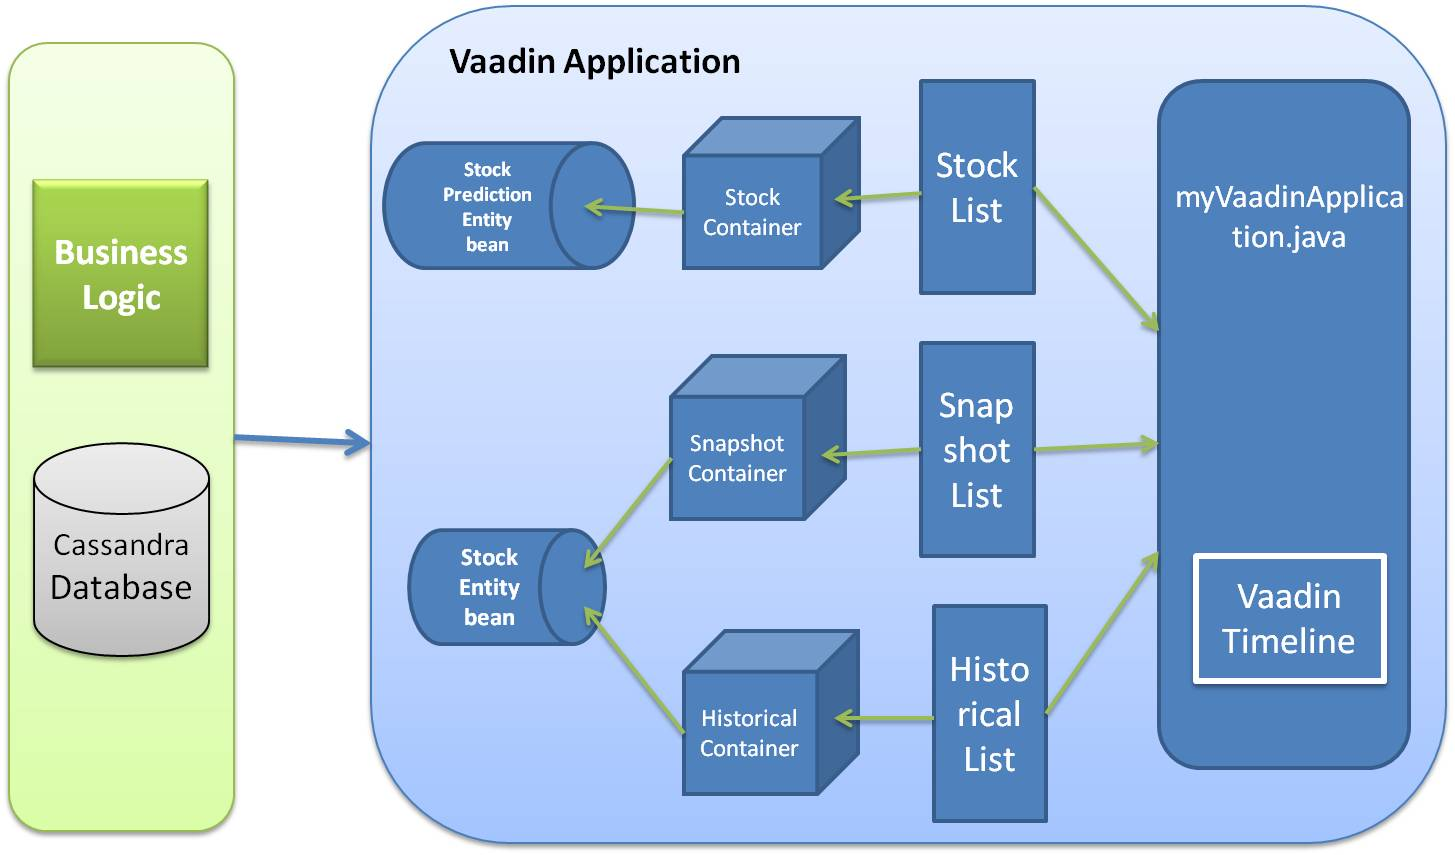 Vaadin Application
Business
Logic
Cassandra
Database
Stock
Prediction
Entity
bean
Stock
Container
Stock
List
myVaadinApplica
tion.java
Snapshot
Container
Snap
shot
List
Stock
Entity
bean
Historical
Container
Histo
rical
List
Vaadin
Timeline